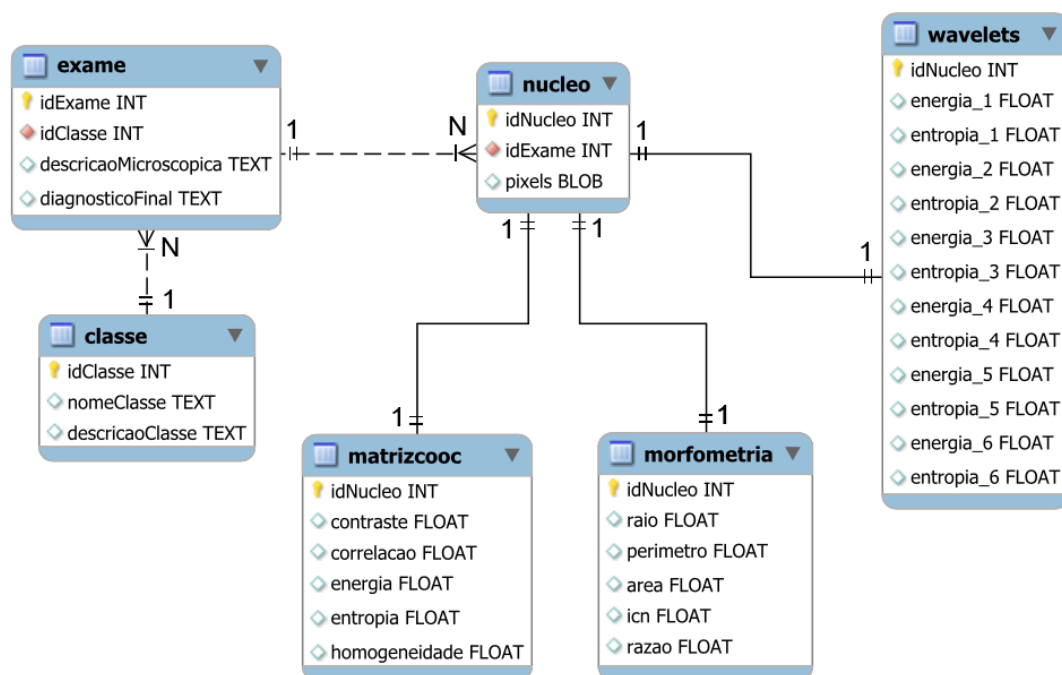 exame
idExame INT
idClasse INT
descricaoMicroscopica TEXT
diagnosticoFinal TEXT
1
N
N
1
classe
idClasse INT
nomeClasse TEXT
descricaoClasse TEXT
nucleo
idNucleo INT
idExame INT
pixels BLOB
1
1
1
1
1
1
matrizcooc
idNucleo INT
contraste FLOAT
correlacao FLOAT
energia FLOAT
entropia FLOAT
homogeneidade FLOAT
morfometria
idNucleo INT
raio FLOAT
perimetro FLOAT
area FLOAT
icn FLOAT
razao FLOAT
wavelets
idNucleo INT
energia_1 FLOAT
entropia_1 FLOAT
energia_2 FLOAT
entropia_2 FLOAT
energia_3 FLOAT
entropia_3 FLOAT
energia_4 FLOAT
entropia_4 FLOAT
energia_5 FLOAT
entropia_5 FLOAT
energia_6 FLOAT
entropia_6 FLOAT